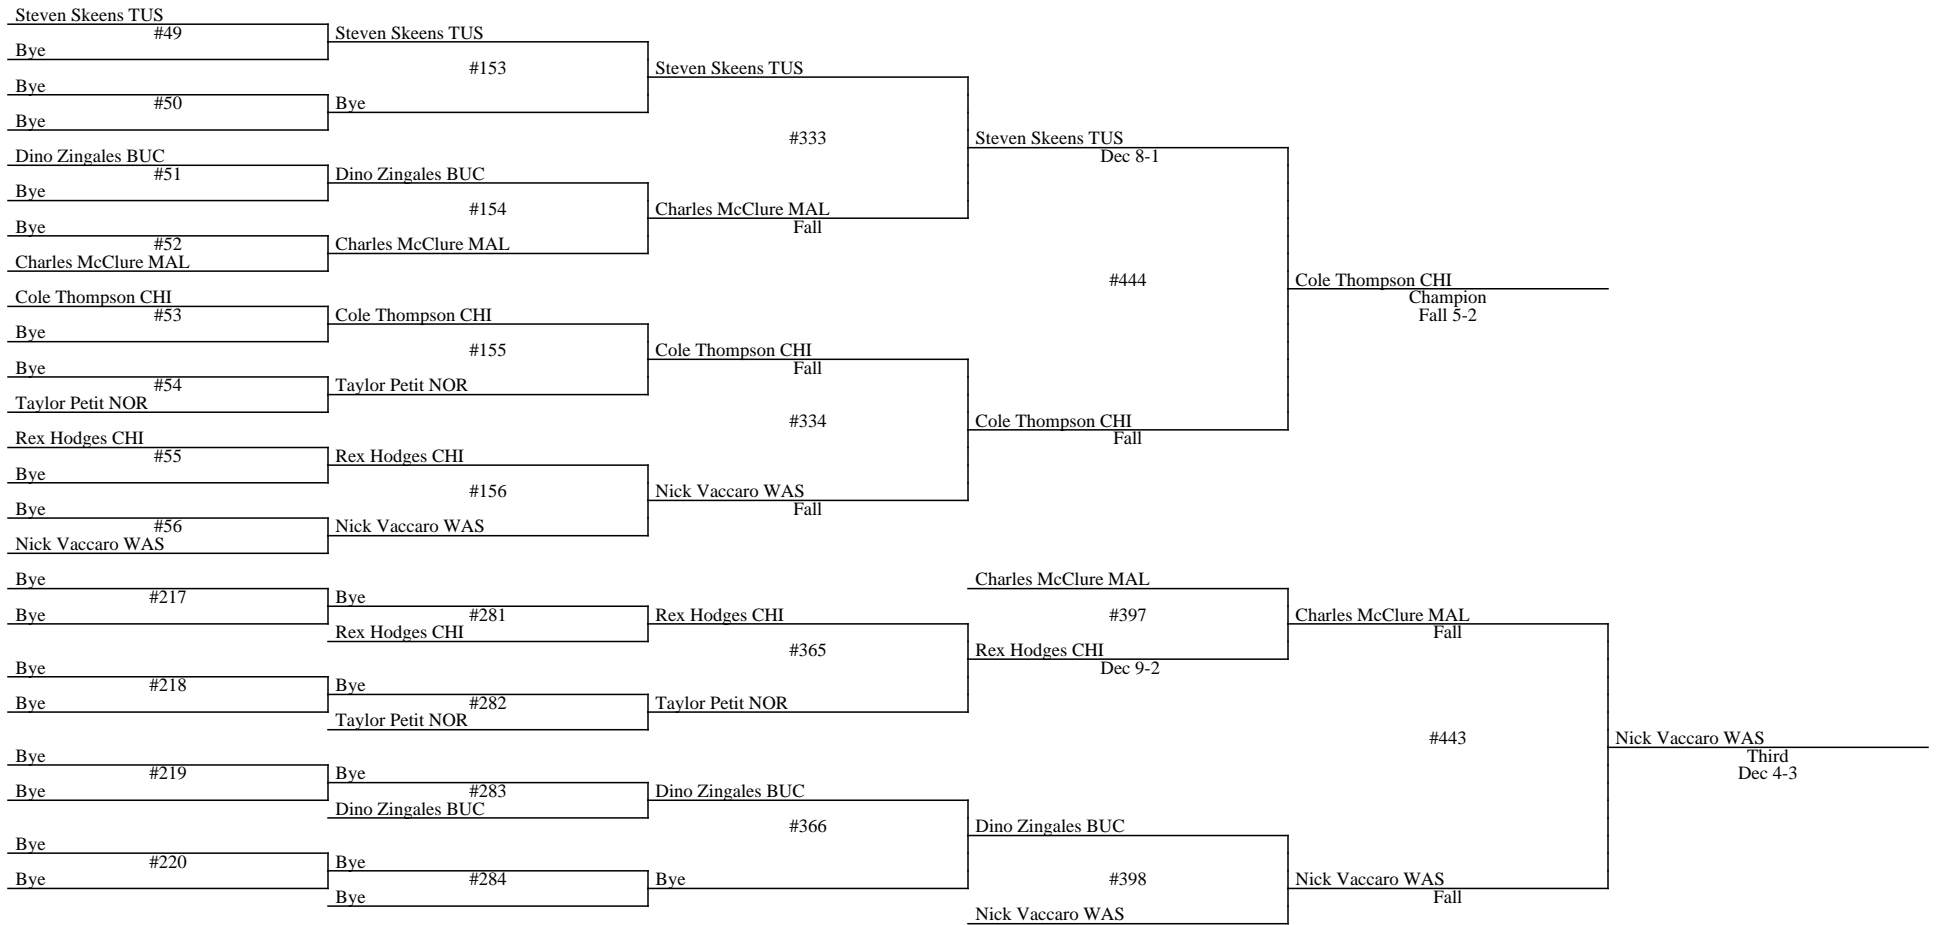 Steven Skeens TUS
#49
Bye
Steven Skeens TUS
#153
Bye
#50
Bye
Bye
Steven Skeens TUS
#333
Dino Zingales BUC
#51
Bye
Dino Zingales BUC
#154
Bye
#52
Charles McClure MAL
Charles McClure MAL
Charles McClure MAL
Fall
Steven Skeens TUS
Dec 8-1
#444
Cole Thompson CHI
#53
Bye
Cole Thompson CHI
#155
Bye
#54
Taylor Petit NOR
Taylor Petit NOR
Cole Thompson CHI
Fall
#334
Rex Hodges CHI
#55
Bye
Rex Hodges CHI
#156
Bye
#56
Nick Vaccaro WAS
Nick Vaccaro WAS
Nick Vaccaro WAS
Fall
Cole Thompson CHI
Fall
Cole Thompson CHI
Champion
Fall 5-2
Bye
#217
Bye
Bye
#281
Rex Hodges CHI
Rex Hodges CHI
#365
Bye
#218
Bye
Bye
#282
Taylor Petit NOR
Taylor Petit NOR
Charles McClure MAL
#397
Rex Hodges CHI
Dec 9-2
Charles McClure MAL
Fall
#443
Bye
#219
Bye
Bye
#283
Dino Zingales BUC
Dino Zingales BUC
#366
Bye
#220
Bye
Bye
#284
Bye
Bye
Dino Zingales BUC
#398
Nick Vaccaro WAS
Nick Vaccaro WAS
Fall
Nick Vaccaro WAS
Third
Dec 4-3